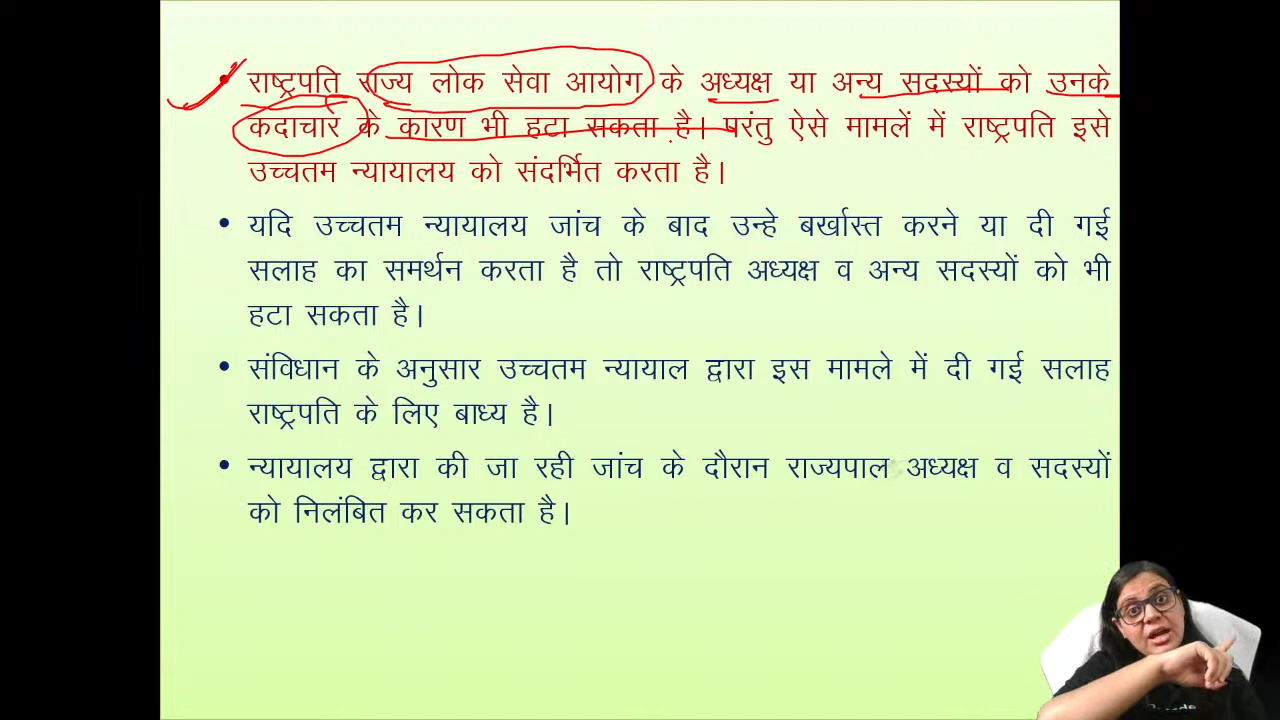 राष्ट्रपति राज्य लोक सेवा आयोग के अध्यक्ष या अन्य सदस्यों को उनके
कदाचार के कारण भी हटा सकता है। परंतु ऐसे मामलें में राष्ट्रपति इसे
उच्चतम न्यायालय को संदर्भित करता है।
• यदि उच्चतम न्यायालय जांच के बाद उन्हे बर्खास्त करने या दी गई
सलाह का समर्थन करता है तो राष्ट्रपति अध्यक्ष व अन्य सदस्यों को भी
हटा सकता है।
• संविधान के अनुसार उच्चतम न्यायाल द्वारा इस मामले में दी गई सलाह
राष्ट्रपति के लिए बाध्य है।
• न्यायालय द्वारा की जा रही जांच के दौरान राज्यपाल अध्यक्ष व सदस्यों
को निलंबित कर सकता है।